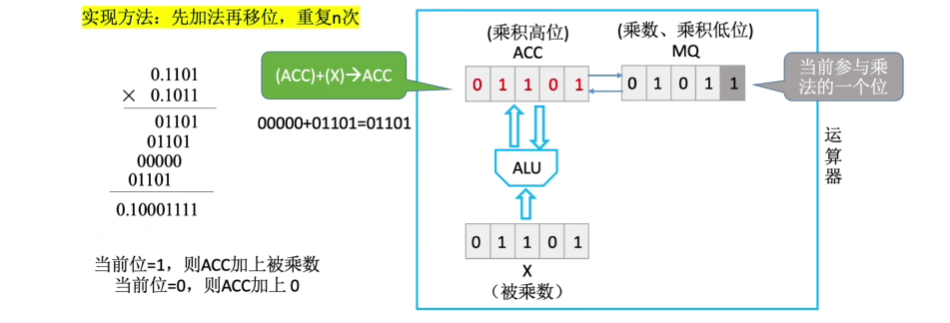 实现方法：先加法再移位，重复n次
0.1101
× 0.1011
01101
01101
00000
01101
0.10001111
当前位=1，则ACC加上被乘数
当前位=0，则ACC加上 0
(ACC)+(X)→ACC
00000+01101=01101
(乘积高位)
ACC
0 1 1 0 1
(乘数、乘积低位)
MQ
0 1 0 1 1
当前参与乘
法的一个位
ALU
0 1 1 0 1
X
（被乘数）
运算器